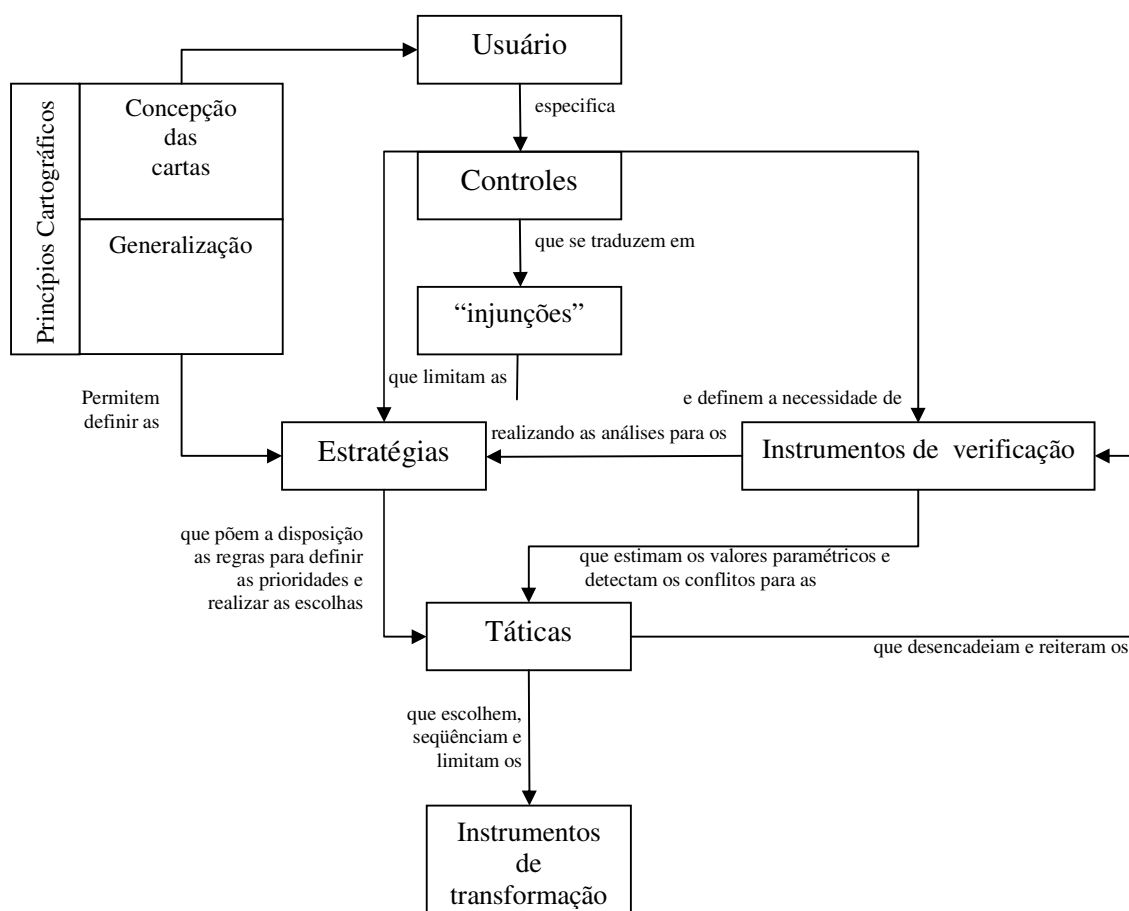 Usuário
especifica
Princípios Cartográficos
Concepção
das
cartas
Generalização
Controles
que se traduzem em
“injunções”
que limitam as
Permitem
definir as
e definem a necessidade de
Estratégias
realizando as análises para os
Instrumentos de verificação
que põem a disposição
as regras para definir
as prioridades e
realizar as escolhas
que estimam os valores paramétricos e
detectam os conflitos para as
Táticas
que desencadeiam e reiteram os
que escolhem,
seqüênciam e
limitam os
Instrumentos
de
transformação